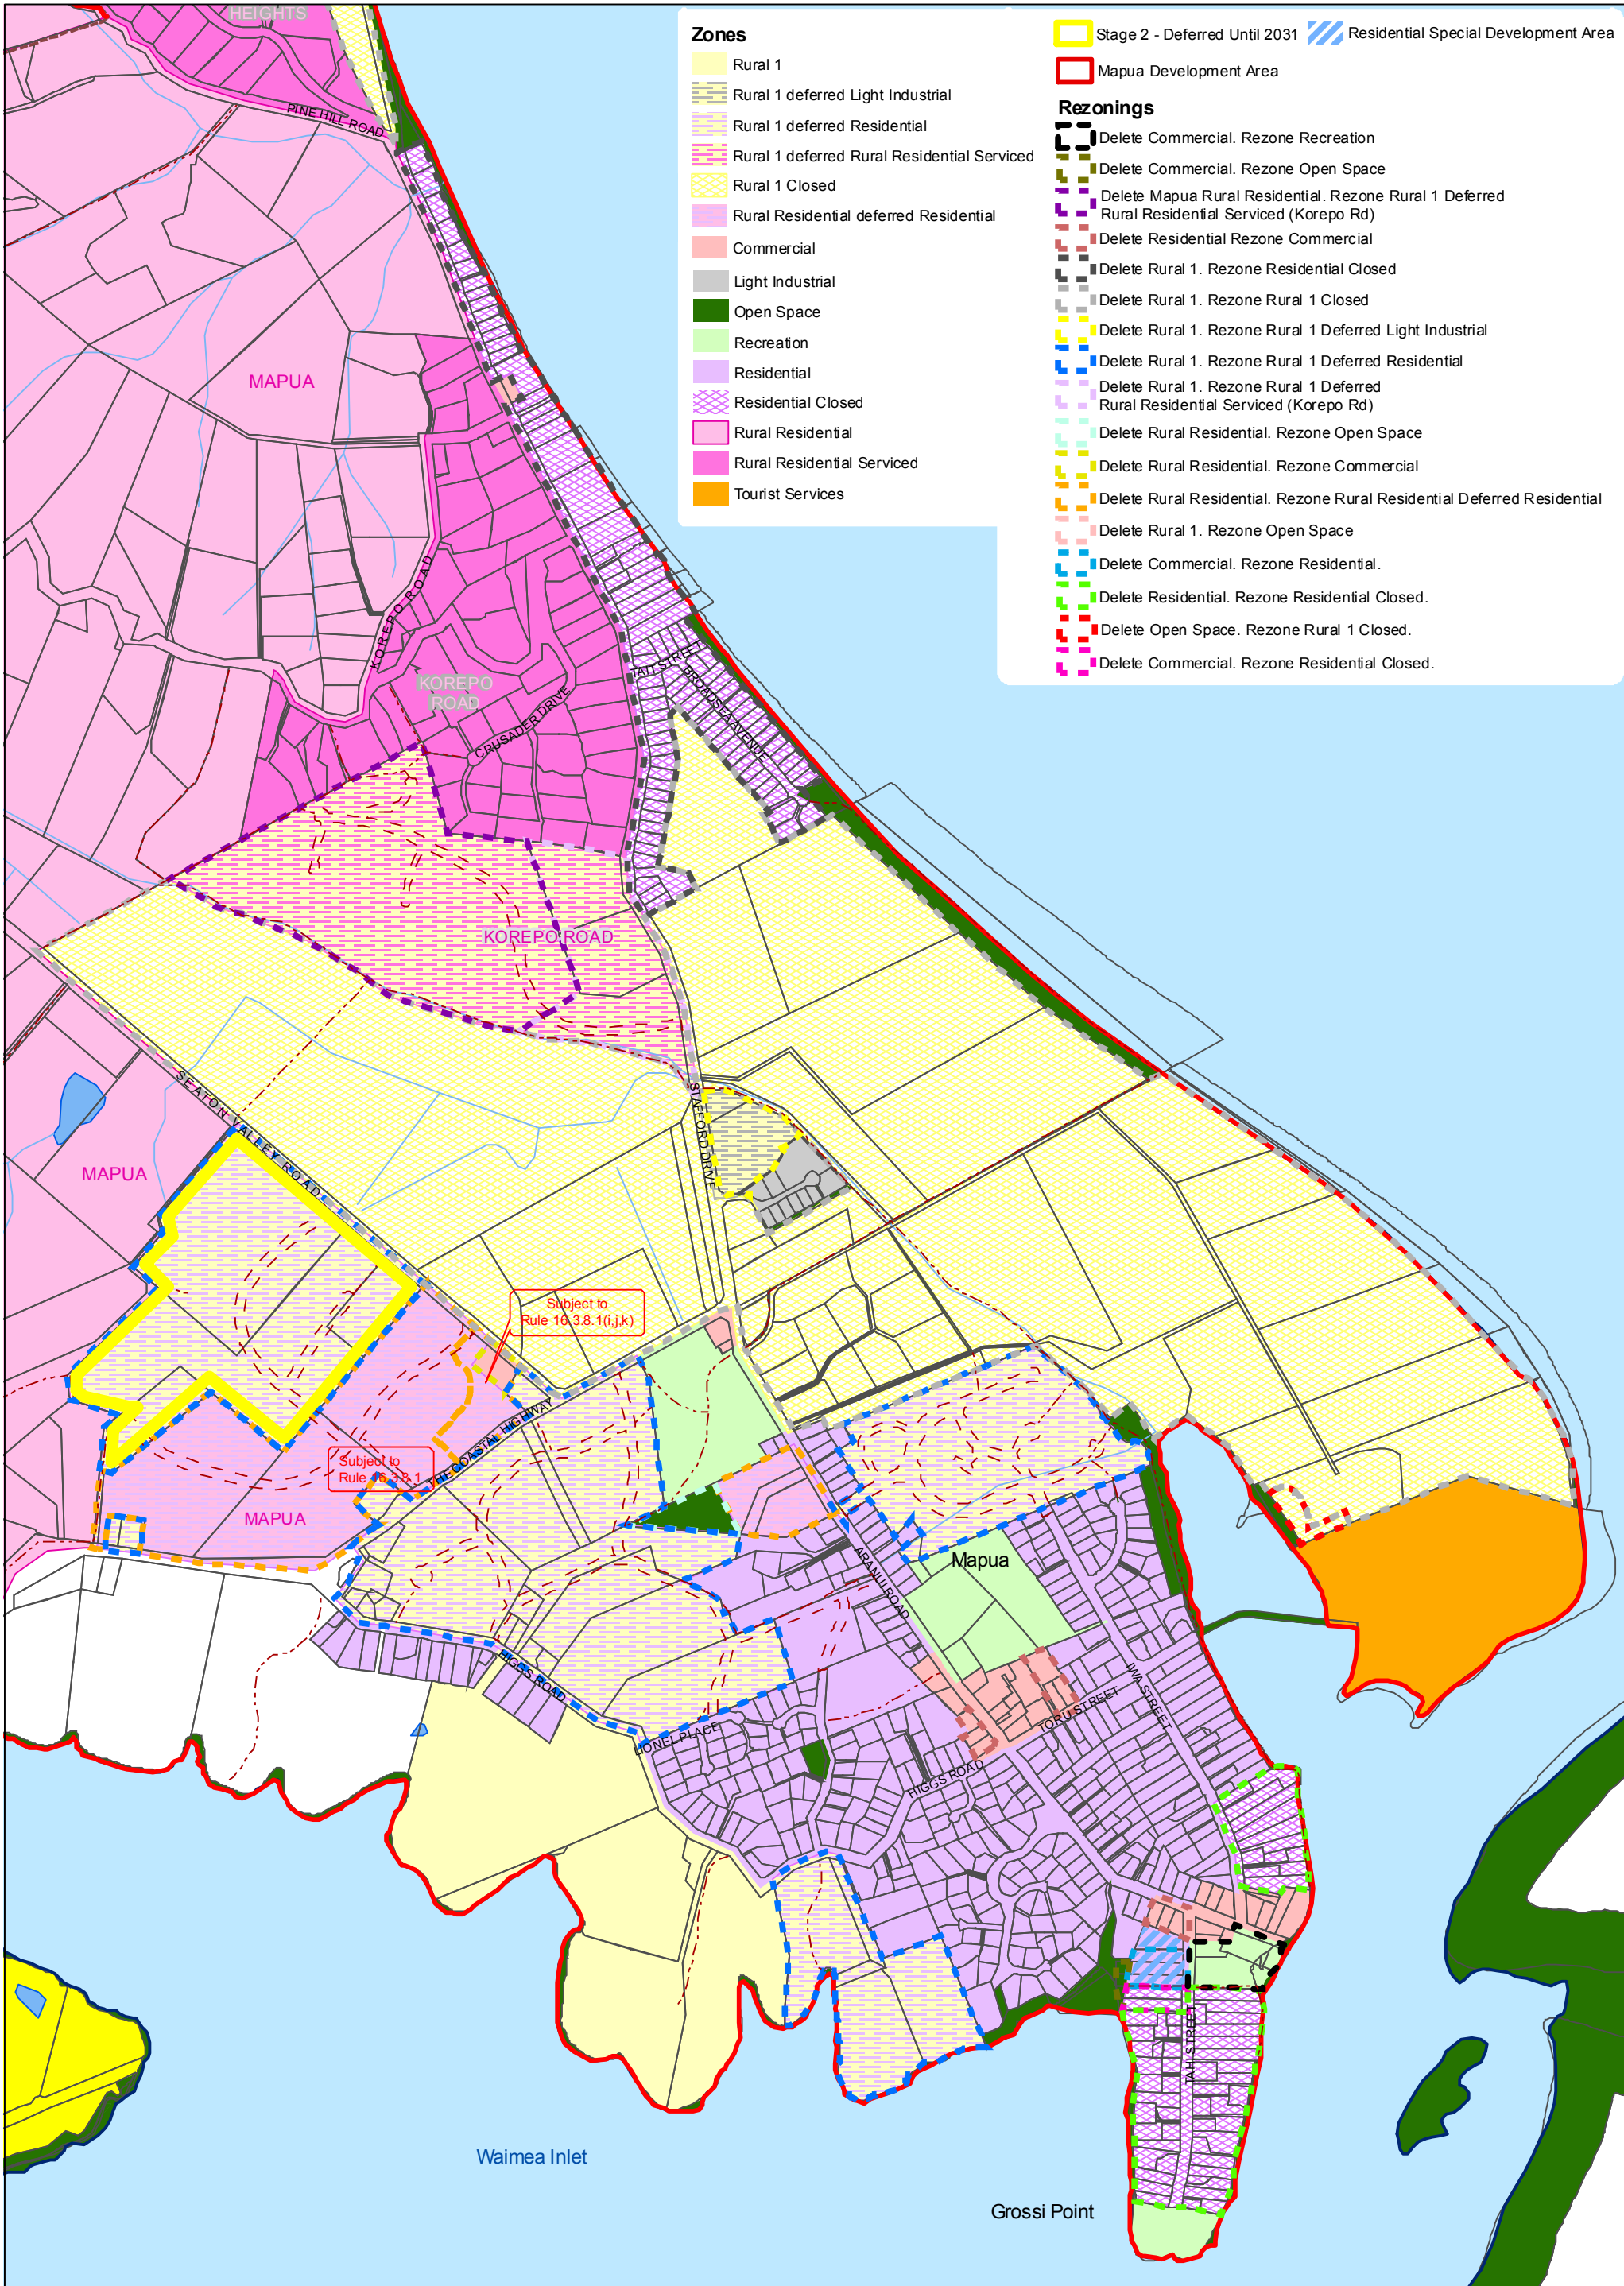 Zones
Rural 1
Rural 1 deferred Light Industrial
Rural 1 deferred Residential
Rural 1 deferred Rural Residential Serviced
Rural 1 Closed
Rural Residential deferred Residential
Commercial
Light Industrial
Open Space
Recreation
Residential
Residential Closed
Rural Residential
Rural Residential Serviced
Tourist Services
Stage 2 - Deferred Until 2031
Residential Special Development Area
Mapua Development Area
Rezonings
Delete Commercial. Rezone Recreation
Delete Commercial. Rezone Open Space
Delete Mapua Rural Residential. Rezone Rural 1 Deferred
Rural Residential Serviced (Korepo Rd)
Delete Residential Rezone Commercial
Delete Rural 1. Rezone Residential Closed
Delete Rural 1. Rezone Rural 1 Closed
Delete Rural 1. Rezone Rural 1 Deferred Light Industrial
Delete Rural 1. Rezone Rural 1 Deferred Residential
Delete Rural 1. Rezone Rural 1 Deferred
Rural Residential Serviced (Korepo Rd)
Delete Rural Residential. Rezone Open Space
Delete Rural Residential. Rezone Commercial
Delete Rural Residential. Rezone Rural Residential Deferred Residential
Delete Rural 1. Rezone Open Space
Delete Commercial. Rezone Residential.
Delete Residential. Rezone Residential Closed.
Delete Open Space. Rezone Rural 1 Closed.
Delete Commercial. Rezone Residential Closed.
HEIGHTS
PINE HILL ROAD
MAPUA
KOREPO ROAD
KOREPO
ROAD
CRUSADER DRIVE
TAIT STREET
BROADSEA AVENUE
KOREPO ROAD
SEATON VALLEY ROAD
STAFFORD DRIVE
MAPUA
Subject to
Rule 16.3.8.1(i,j,k)
THE COASTAL HIGHWAY
Subject to
Rule 16.3.8.1
MAPUA
Mapua
ARANUI ROAD
HIGGS ROAD
LIONEL PLACE
TORU STREET
IWA STREET
HIGGS ROAD
TAHI STREET
Waimea Inlet
Grossi Point